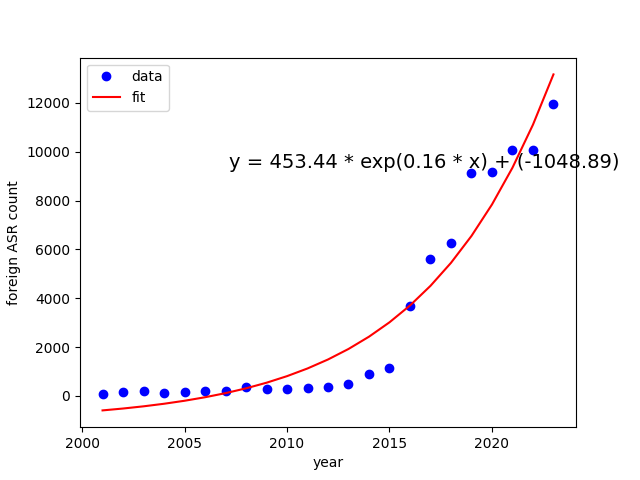 data
fit
y = 453.44 * exp(0.16 * x) + (-1048.89)
foreign ASR count
12000
10000
8000
6000
4000
2000
0
2000 2005 2010 2015 2020
year